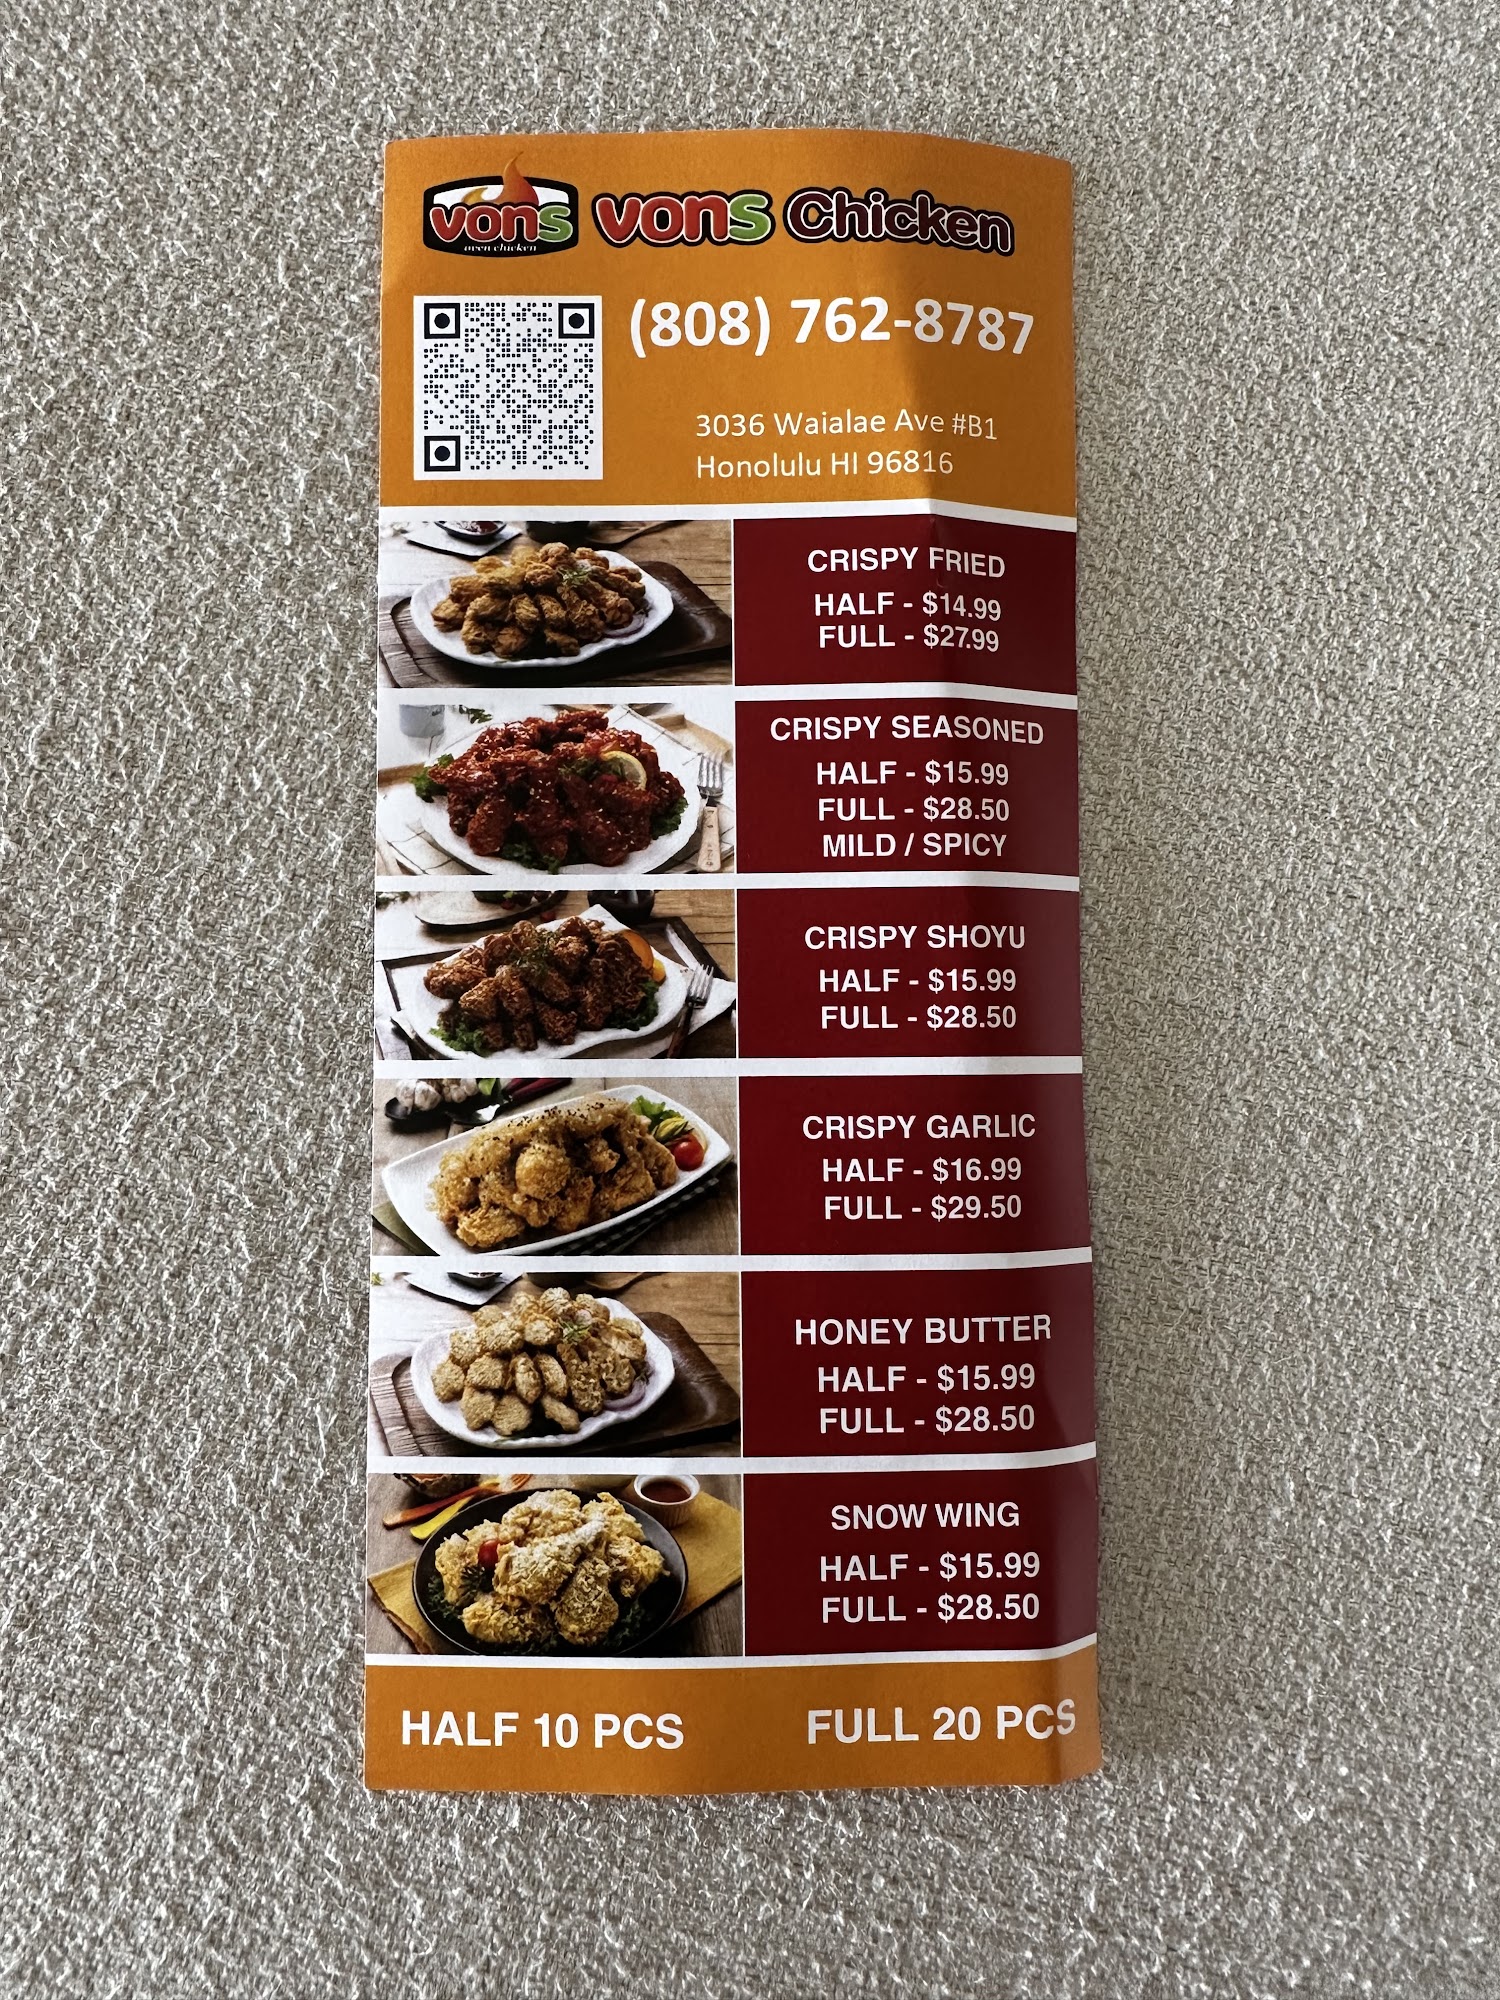 vons
oven chicken
vons Chicken
(808) 762-8787
3036 Waialae Ave #B1
Honolulu HI 96816
CRISPY FRIED
HALF - $14.99
FULL - $27.99
CRISPY SEASONED
HALF - $15.99
FULL - $28.50
MILD / SPICY
CRISPY SHOYU
HALF - $15.99
FULL - $28.50
CRISPY GARLIC
HALF - $16.99
FULL - $29.50
HONEY BUTTER
HALF - $15.99
FULL - $28.50
SNOW WING
HALF - $15.99
FULL - $28.50
HALF 10 PCS
FULL 20 PCS